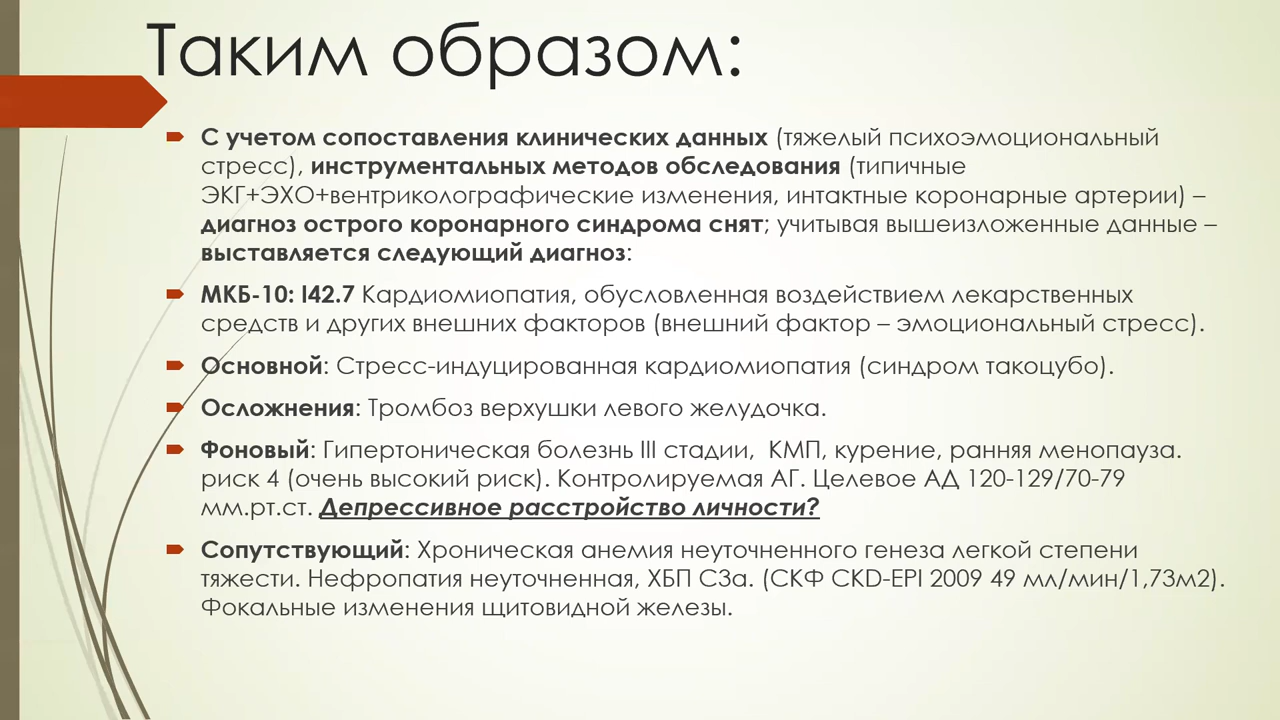 Таким образом:
С учетом сопоставления клинических данных (тяжелый психоэмоциональный
стресс), инструментальных методов обследования (типичные
ЭКГ+ЭХО+вентриколографические изменения, интактные коронарные артерии) –
диагноз острого коронарного синдрома снят; учитывая вышеизложенные данные –
выставляется следующий диагноз:
МКБ-10: I42.7 Кардиомиопатия, обусловленная воздействием лекарственных
средств и других внешних факторов (внешний фактор – эмоциональный стресс).
Основной: Стресс-индуцированная кардиомиопатия (синдром такоцубо).
Осложнения: Тромбоз верхушки левого желудочка.
Фоновый: Гипертоническая болезнь III стадии, КМП, курение, ранняя менопауза.
риск 4 (очень высокий риск). Контролируемая АГ. Целевое АД 120-129/70-79
мм.рт.ст. Депрессивное расстройство личности?
Сопутствующий: Хроническая анемия неуточненного генеза легкой степени
тяжести. Нефропатия неуточненная, ХБП С3а. (СКФ CKD-EPI 2009 49 мл/мин/1,73м2).
Фокальные изменения щитовидной железы.